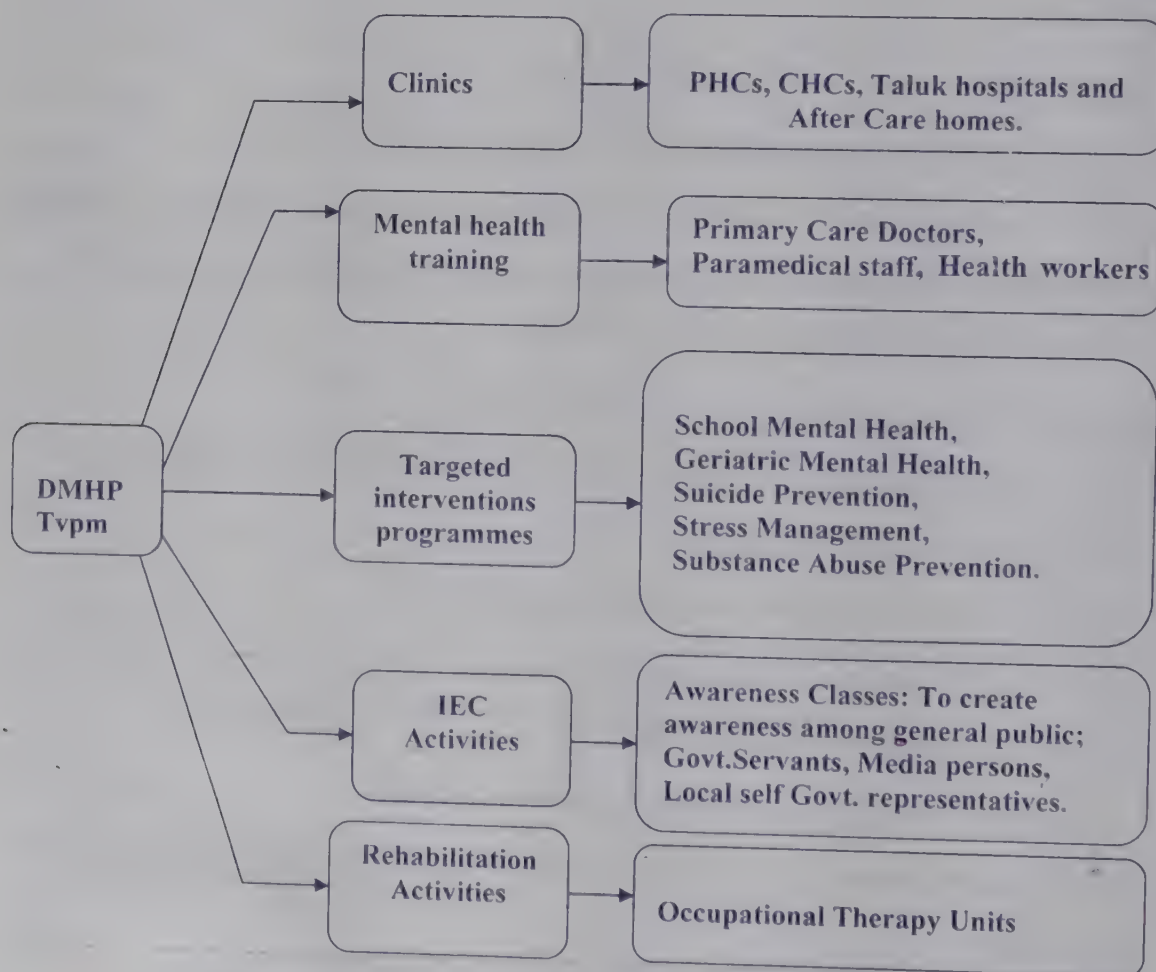 Clinics
PHCs, CHCs, Taluk hospitals and
After Care homes.
Mental health
training
Primary Care Doctors,
Paramedical staff, Health workers
DMHP
Tvpm
Targeted
interventions
programmes
School Mental Health,
Geriatric Mental Health,
Suicide Prevention,
Stress Management,
Substance Abuse Prevention.
IEC
Activities
Awareness Classes: To create
awareness among general public;
Govt.Servants, Media persons,
Local self Govt. representatives.
Rehabilitation
Activities
Occupational Therapy Units